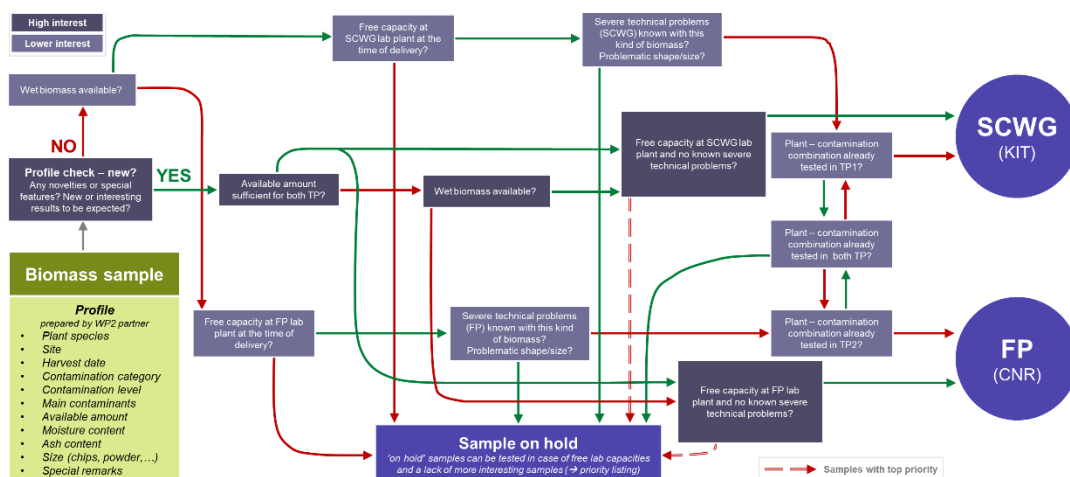 High interest
Lower interest
Free capacity at
SCWG lab plant at the
time of delivery?
Severe technical problems
(SCWG) known with this
kind of biomass?
Problematic shape/size?
Wet biomass available?
NO
Profile check – new?
Any novelties or special
features? New or interesting
results to be expected?
YES
Available amount
sufficient for both TP?
Wet biomass available?
Free capacity at SCWG lab
plant and no known severe
technical problems?
Plant – contamination
combination already
tested in TP1?
SCWG
(KIT)
Plant – contamination
combination already
tested in both TP?
Biomass sample
Profile
prepared by WP2 partner
• Plant species
• Site
• Harvest date
• Contamination category
• Contamination level
• Main contaminants
• Available amount
• Moisture content
• Ash content
• Size (chips, powder,…)
• Special remarks
Free capacity at FP lab
plant at the time of
delivery?
Severe technical problems
(FP) known with this kind
of biomass?
Problematic shape/size?
Plant – contamination
combination already
tested in TP2?
FP
(CNR)
Free capacity at FP lab
plant and no known severe
technical problems?
Sample on hold
'on hold' samples can be tested in case of free lab capacities
and a lack of more interesting samples (→ priority listing)
Samples with top priority